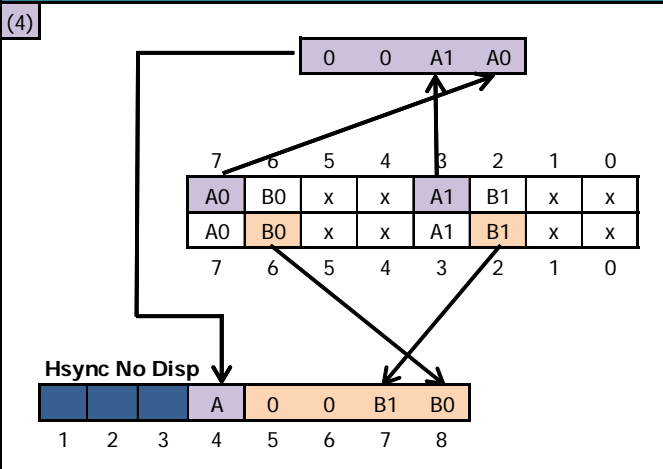 (4)
0 0 A1 A0
7 6 5 4 3 2 1 0
A0 B0 x x A1 B1 x x
A0 B0 x x A1 B1 x x
7 6 5 4 3 2 1 0
Hsync No Disp
A 0 0 B1 B0
1 2 3 4 5 6 7 8